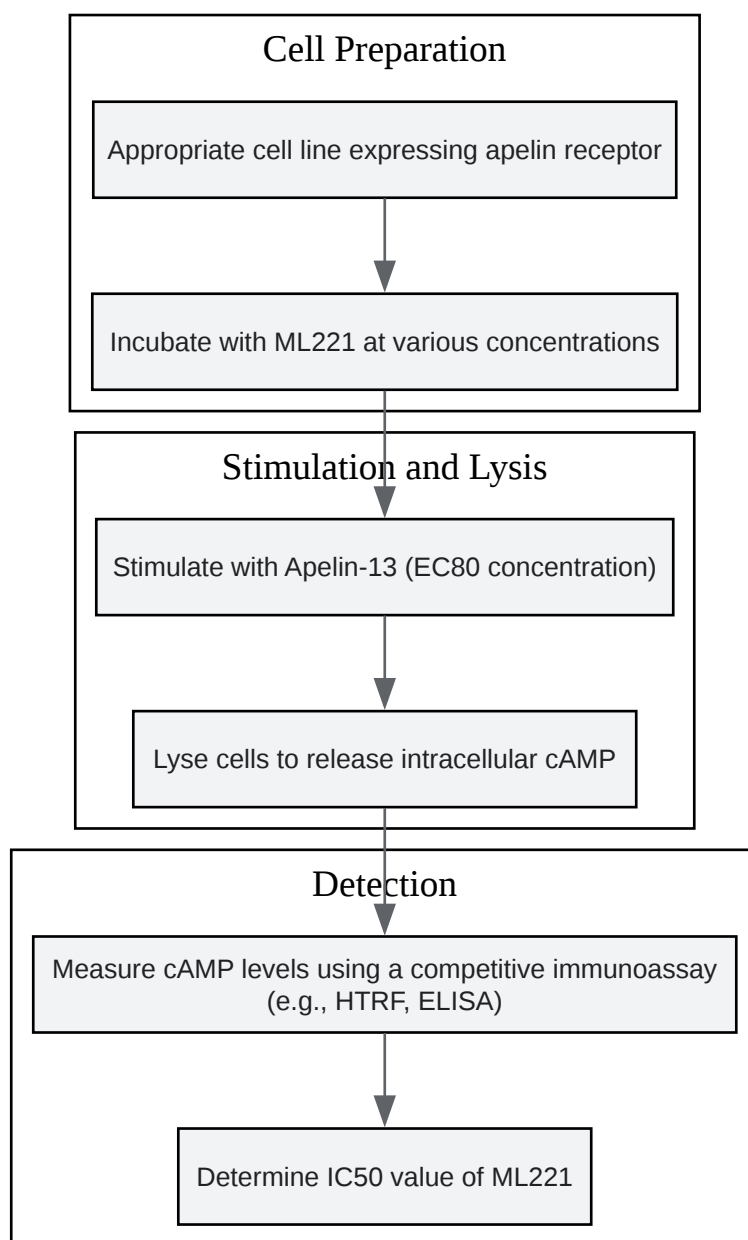 Cell Preparation
Appropriate cell line expressing apelin receptor
Incubate with ML221 at various concentrations
Stimulation and Lysis
Stimulate with Apelin-13 (EC80 concentration)
Lyse cells to release intracellular cAMP
Detection
Measure cAMP levels using a competitive immunoassay
(e.g., HTRF, ELISA)
Determine IC50 value of ML221